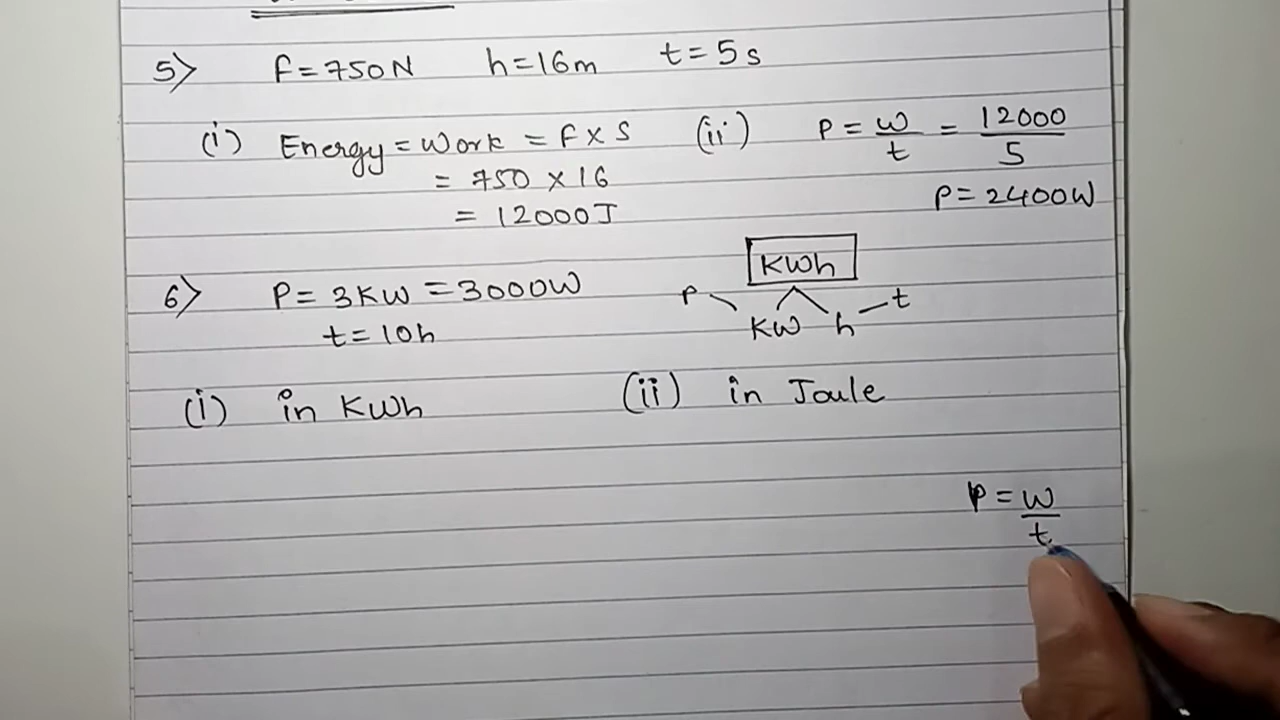 5> F = 750N h=16m t= 5s
(i) Energy = Work = F x S (ii) P = W/t = 12000/5
= 750 x 16
= 12000J P= 2400W
6> P= 3KW = 3000W KWh
P KW h t
t= 10h
(i) in KWh (ii) in Joule
P = W/t